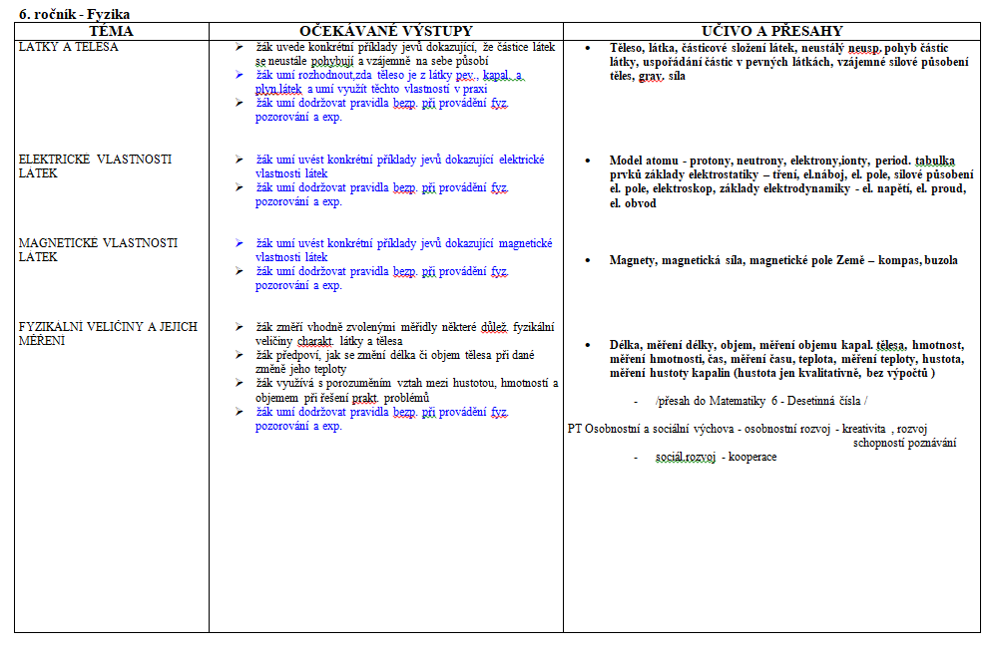 6. ročník - Fyzika
TÉMA
OČEKÁVANÉ VÝSTUPY
UČIVO A PŘESAHY
LÁTKY A TĚLESA
➢ žák uvede konkrétní příklady jevů dokazující, že částice látek
se neustále pohybují a vzájemně na sebe působí
➢ žák umí rozhodnout,zda těleso je z látky pev., kapal. a
plyn.látek a umí využít těchto vlastností v praxi
➢ žák umí dodržovat pravidla bezp. při provádění fyz.
pozorování a exp.
• Těleso, látka, částicové složení látek, neustálý neusp. pohyb částic
látky, uspořádání částic v pevných látkách, vzájemné silové působení
těles, grav. síla
ELEKTRICKÉ VLASTNOSTI
LÁTEK
➢ žák umí uvést konkrétní příklady jevů dokazující elektrické
vlastnosti látek
➢ žák umí dodržovat pravidla bezp. při provádění fyz.
pozorování a exp.
• Model atomu - protony, neutrony, elektrony,ionty, period. tabulka
prvků základy elektrostatiky – tření, el.náboj, el. pole, silové působení
el. pole, elektroskop, základy elektrodynamiky - el. napětí, el. proud,
el. obvod
MAGNETICKÉ VLASTNOSTI
LÁTEK
➢ žák umí uvést konkrétní příklady jevů dokazující magnetické
vlastnosti látek
➢ žák umí dodržovat pravidla bezp. při provádění fyz.
pozorování a exp.
• Magnety, magnetická síla, magnetické pole Země – kompas, buzola
FYZIKÁLNÍ VELIČINY A JEJICH
MĚŘENÍ
➢ žák změří vhodně zvolenými měřidly některé důlež. fyzikální
veličiny charakt. látky a tělesa
➢ žák předpoví, jak se změní délka či objem tělesa při dané
změně jeho teploty
➢ žák využívá s porozuměním vztah mezi hustotou, hmotností a
objemem při řešení prakt. problémů
➢ žák umí dodržovat pravidla bezp. při provádění fyz.
pozorování a exp.
• Délka, měření délky, objem, měření objemu kapal. tělesa, hmotnost,
měření hmotnosti, čas, měření času, teplota, měření teploty, hustota,
měření hustoty kapalin (hustota jen kvalitativně, bez výpočtů )
- /přesah do Matematiky 6 - Desetinná čísla /
PT Osobnostní a sociální výchova - osobnostní rozvoj - kreativita , rozvoj
schopností poznávání
- sociál.rozvoj - kooperace